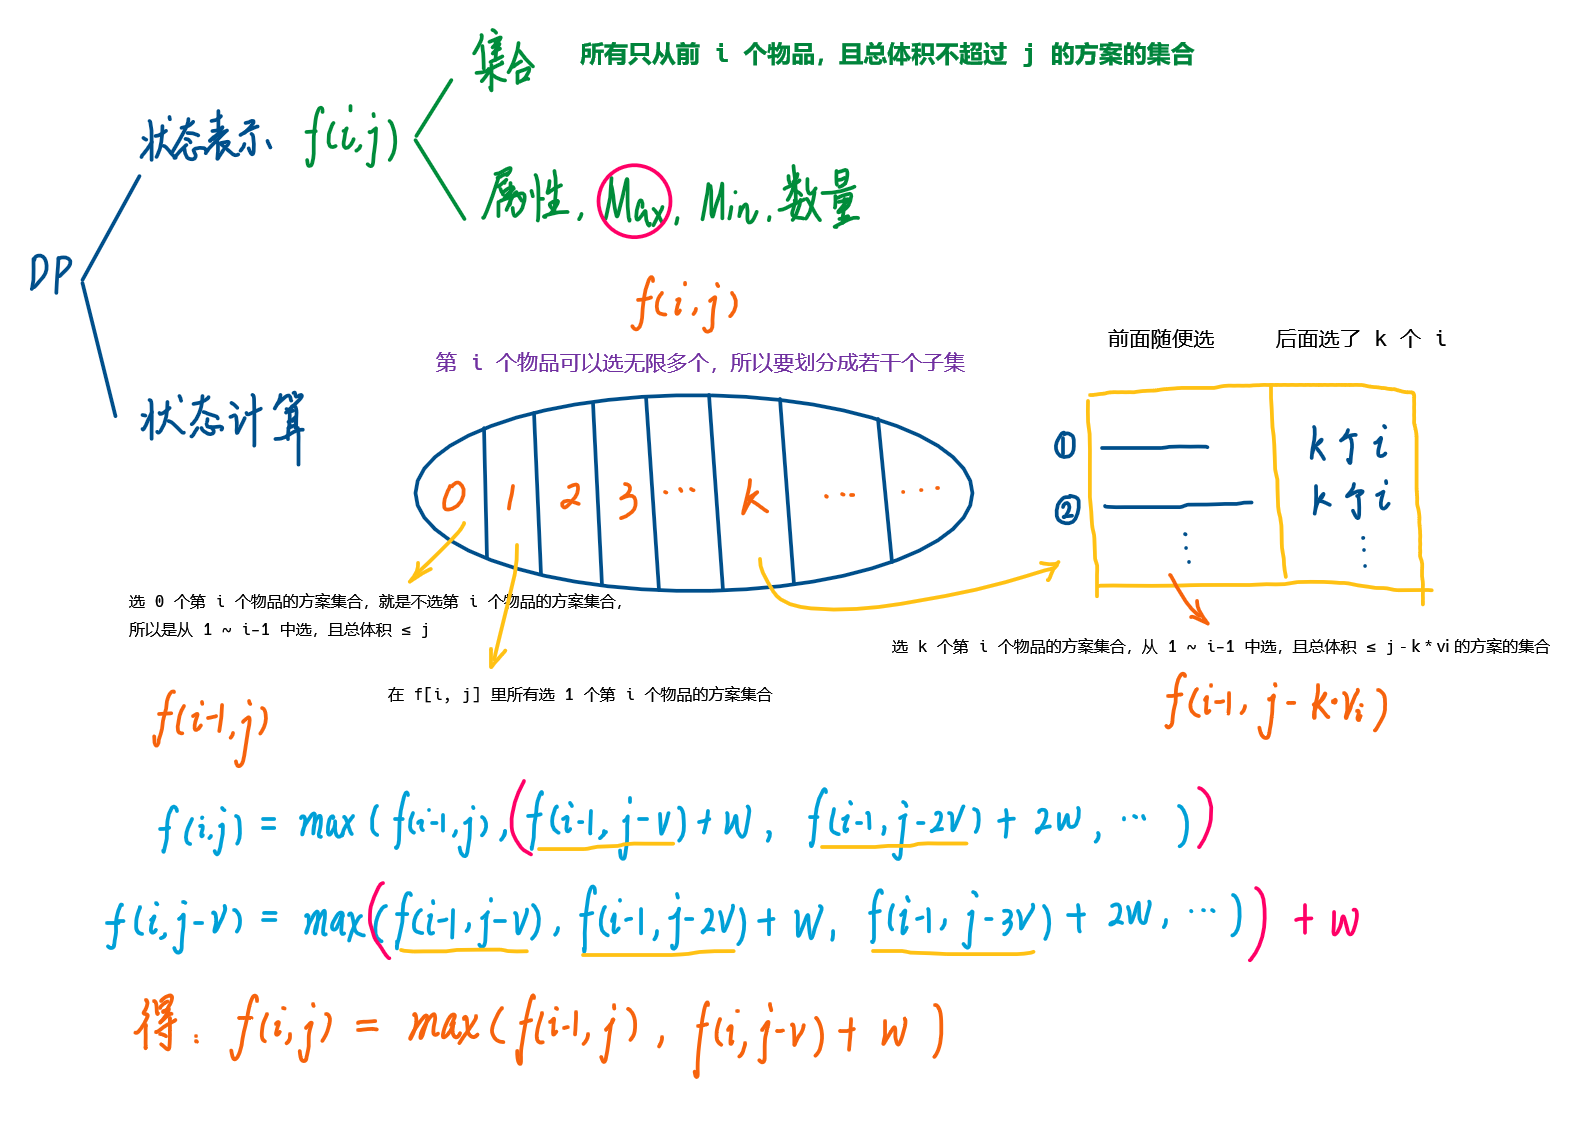 集合 所有只从前 i 个物品，且总体积不超过 j 的方案的集合
状态表示、 f(i,j)
属性, Max, Min, 数量
DP
f(i,j)
前面随便选 后面选了 k 个 i
第 i 个物品可以选无限多个，所以要划分成若干个子集
状态计算
0 1 2 3 … k … …
① k个i
② k个i
⋮ ⋮
选 0 个第 i 个物品的方案集合，就是不选第 i 个物品的方案集合，
所以是从 1 ~ i-1 中选，且总体积 ≤ j
选 k 个第 i 个物品的方案集合，从 1 ~ i-1 中选，且总体积 ≤ j - k * vi 的方案的集合
在 f[i, j] 里所有选 1 个第 i 个物品的方案集合
f(i-1,j)
f(i-1, j-k·vi)
f(i,j) = max(f(i-1,j),(f(i-1,j-v)+w, f(i-1,j-2v)+2w, …))
f(i,j-v) = max((f(i-1,j-v), f(i-1,j-2v)+w, f(i-1,j-3v)+2w, …)) + w
得: f(i,j) = max(f(i-1,j), f(i,j-v)+w)